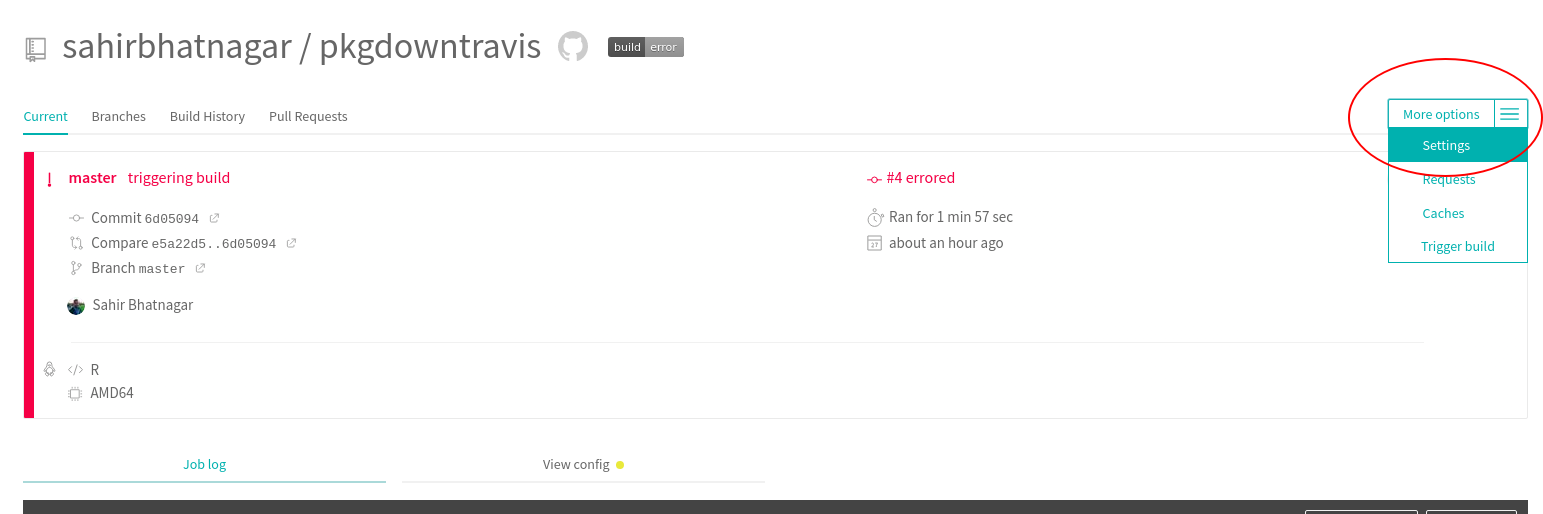 sahirbhatnagar / pkgdowntravis build error
Current Branches Build History Pull Requests More options
Settings
Requests
Caches
Trigger build
! master triggering build #4 errored
Commit 6d05094 Ran for 1 min 57 sec
Compare e5a22d5..6d05094 27 about an hour ago
Branch master
Sahir Bhatnagar
</> R
AMD64
Job log View config